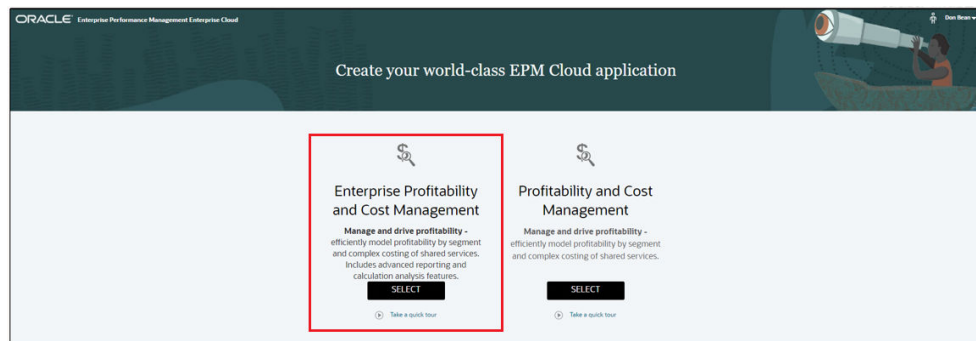 ORACLE Enterprise Performance Management Enterprise Cloud
Don Bean
Create your world-class EPM Cloud application
Enterprise Profitability
and Cost Management
Manage and drive profitability -
efficiently model profitability by segment
and complex costing of shared services.
Includes advanced reporting and
calculation analysis features.
SELECT
Take a quick tour
Profitability and Cost
Management
Manage and drive profitability -
efficiently model profitability by segment
and complex costing of shared services.
SELECT
Take a quick tour